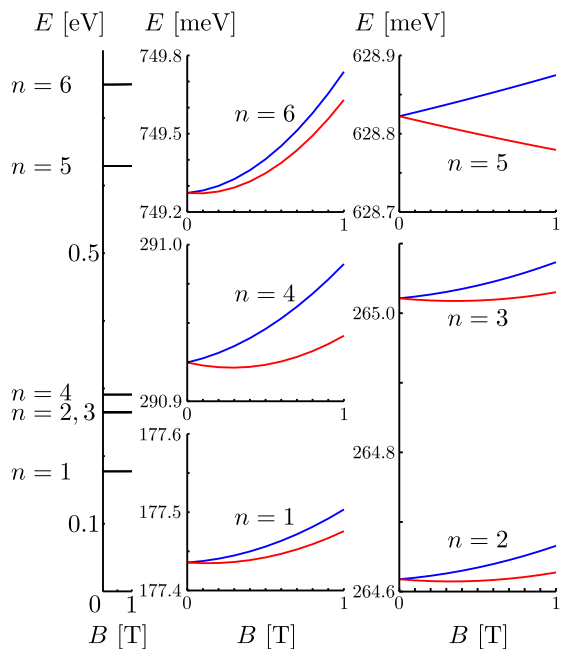 E [eV]
n = 6
n = 5
0.5
n = 4
n = 2, 3
n = 1
0.1
0 1
B [T]
E [meV]
749.8
749.5
749.2
n = 6
0 1
291.0
290.9
n = 4
0 1
177.6
177.5
177.4
n = 1
0 1
B [T]
E [meV]
628.9
628.8
628.7
n = 5
0 1
265.0
n = 3
264.8
n = 2
264.6
0 1
B [T]